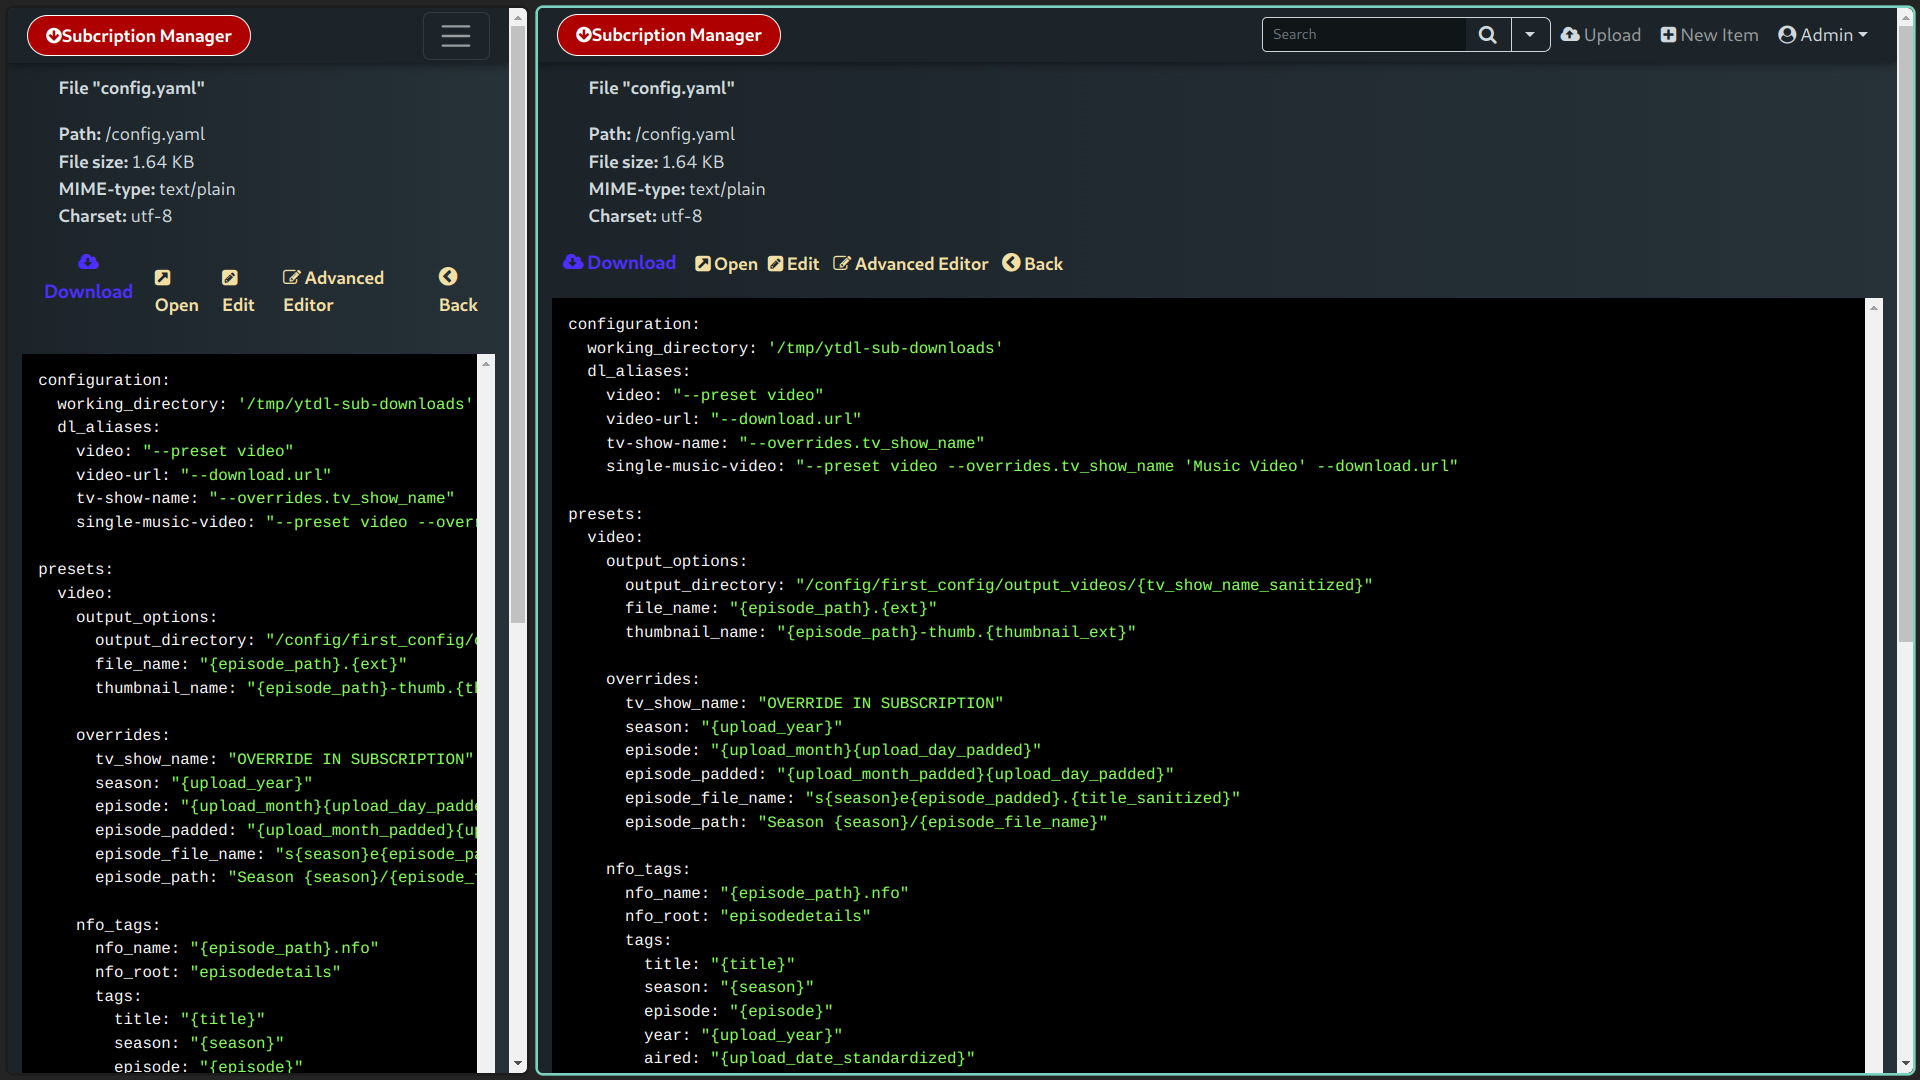 Subcription Manager
File "config.yaml"
Path: /config.yaml
File size: 1.64 KB
MIME-type: text/plain
Charset: utf-8
Download
Open
Edit
Advanced
Editor
Back
configuration:
  working_directory: '/tmp/ytdl-sub-downloads'
  dl_aliases:
    video: "--preset video"
    video-url: "--download.url"
    tv-show-name: "--overrides.tv_show_name"
    single-music-video: "--preset video --over
presets:
  video:
    output_options:
      output_directory: "/config/first_config/
      file_name: "{episode_path}.{ext}"
      thumbnail_name: "{episode_path}-thumb.{t
    overrides:
      tv_show_name: "OVERRIDE IN SUBSCRIPTION"
      season: "{upload_year}"
      episode: "{upload_month}{upload_day_padd
      episode_padded: "{upload_month_padded}{u
      episode_file_name: "s{season}e{episode_p
      episode_path: "Season {season}/{episode_
    nfo_tags:
      nfo_name: "{episode_path}.nfo"
      nfo_root: "episodedetails"
      tags:
        title: "{title}"
        season: "{season}"
        episode: "{episode}"
Subcription Manager
Search
Upload
New Item
Admin
File "config.yaml"
Path: /config.yaml
File size: 1.64 KB
MIME-type: text/plain
Charset: utf-8
Download Open Edit Advanced Editor Back
configuration:
  working_directory: '/tmp/ytdl-sub-downloads'
  dl_aliases:
    video: "--preset video"
    video-url: "--download.url"
    tv-show-name: "--overrides.tv_show_name"
    single-music-video: "--preset video --overrides.tv_show_name 'Music Video' --download.url"
presets:
  video:
    output_options:
      output_directory: "/config/first_config/output_videos/{tv_show_name_sanitized}"
      file_name: "{episode_path}.{ext}"
      thumbnail_name: "{episode_path}-thumb.{thumbnail_ext}"
    overrides:
      tv_show_name: "OVERRIDE IN SUBSCRIPTION"
      season: "{upload_year}"
      episode: "{upload_month}{upload_day_padded}"
      episode_padded: "{upload_month_padded}{upload_day_padded}"
      episode_file_name: "s{season}e{episode_padded}.{title_sanitized}"
      episode_path: "Season {season}/{episode_file_name}"
    nfo_tags:
      nfo_name: "{episode_path}.nfo"
      nfo_root: "episodedetails"
      tags:
        title: "{title}"
        season: "{season}"
        episode: "{episode}"
        year: "{upload_year}"
        aired: "{upload_date_standardized}"